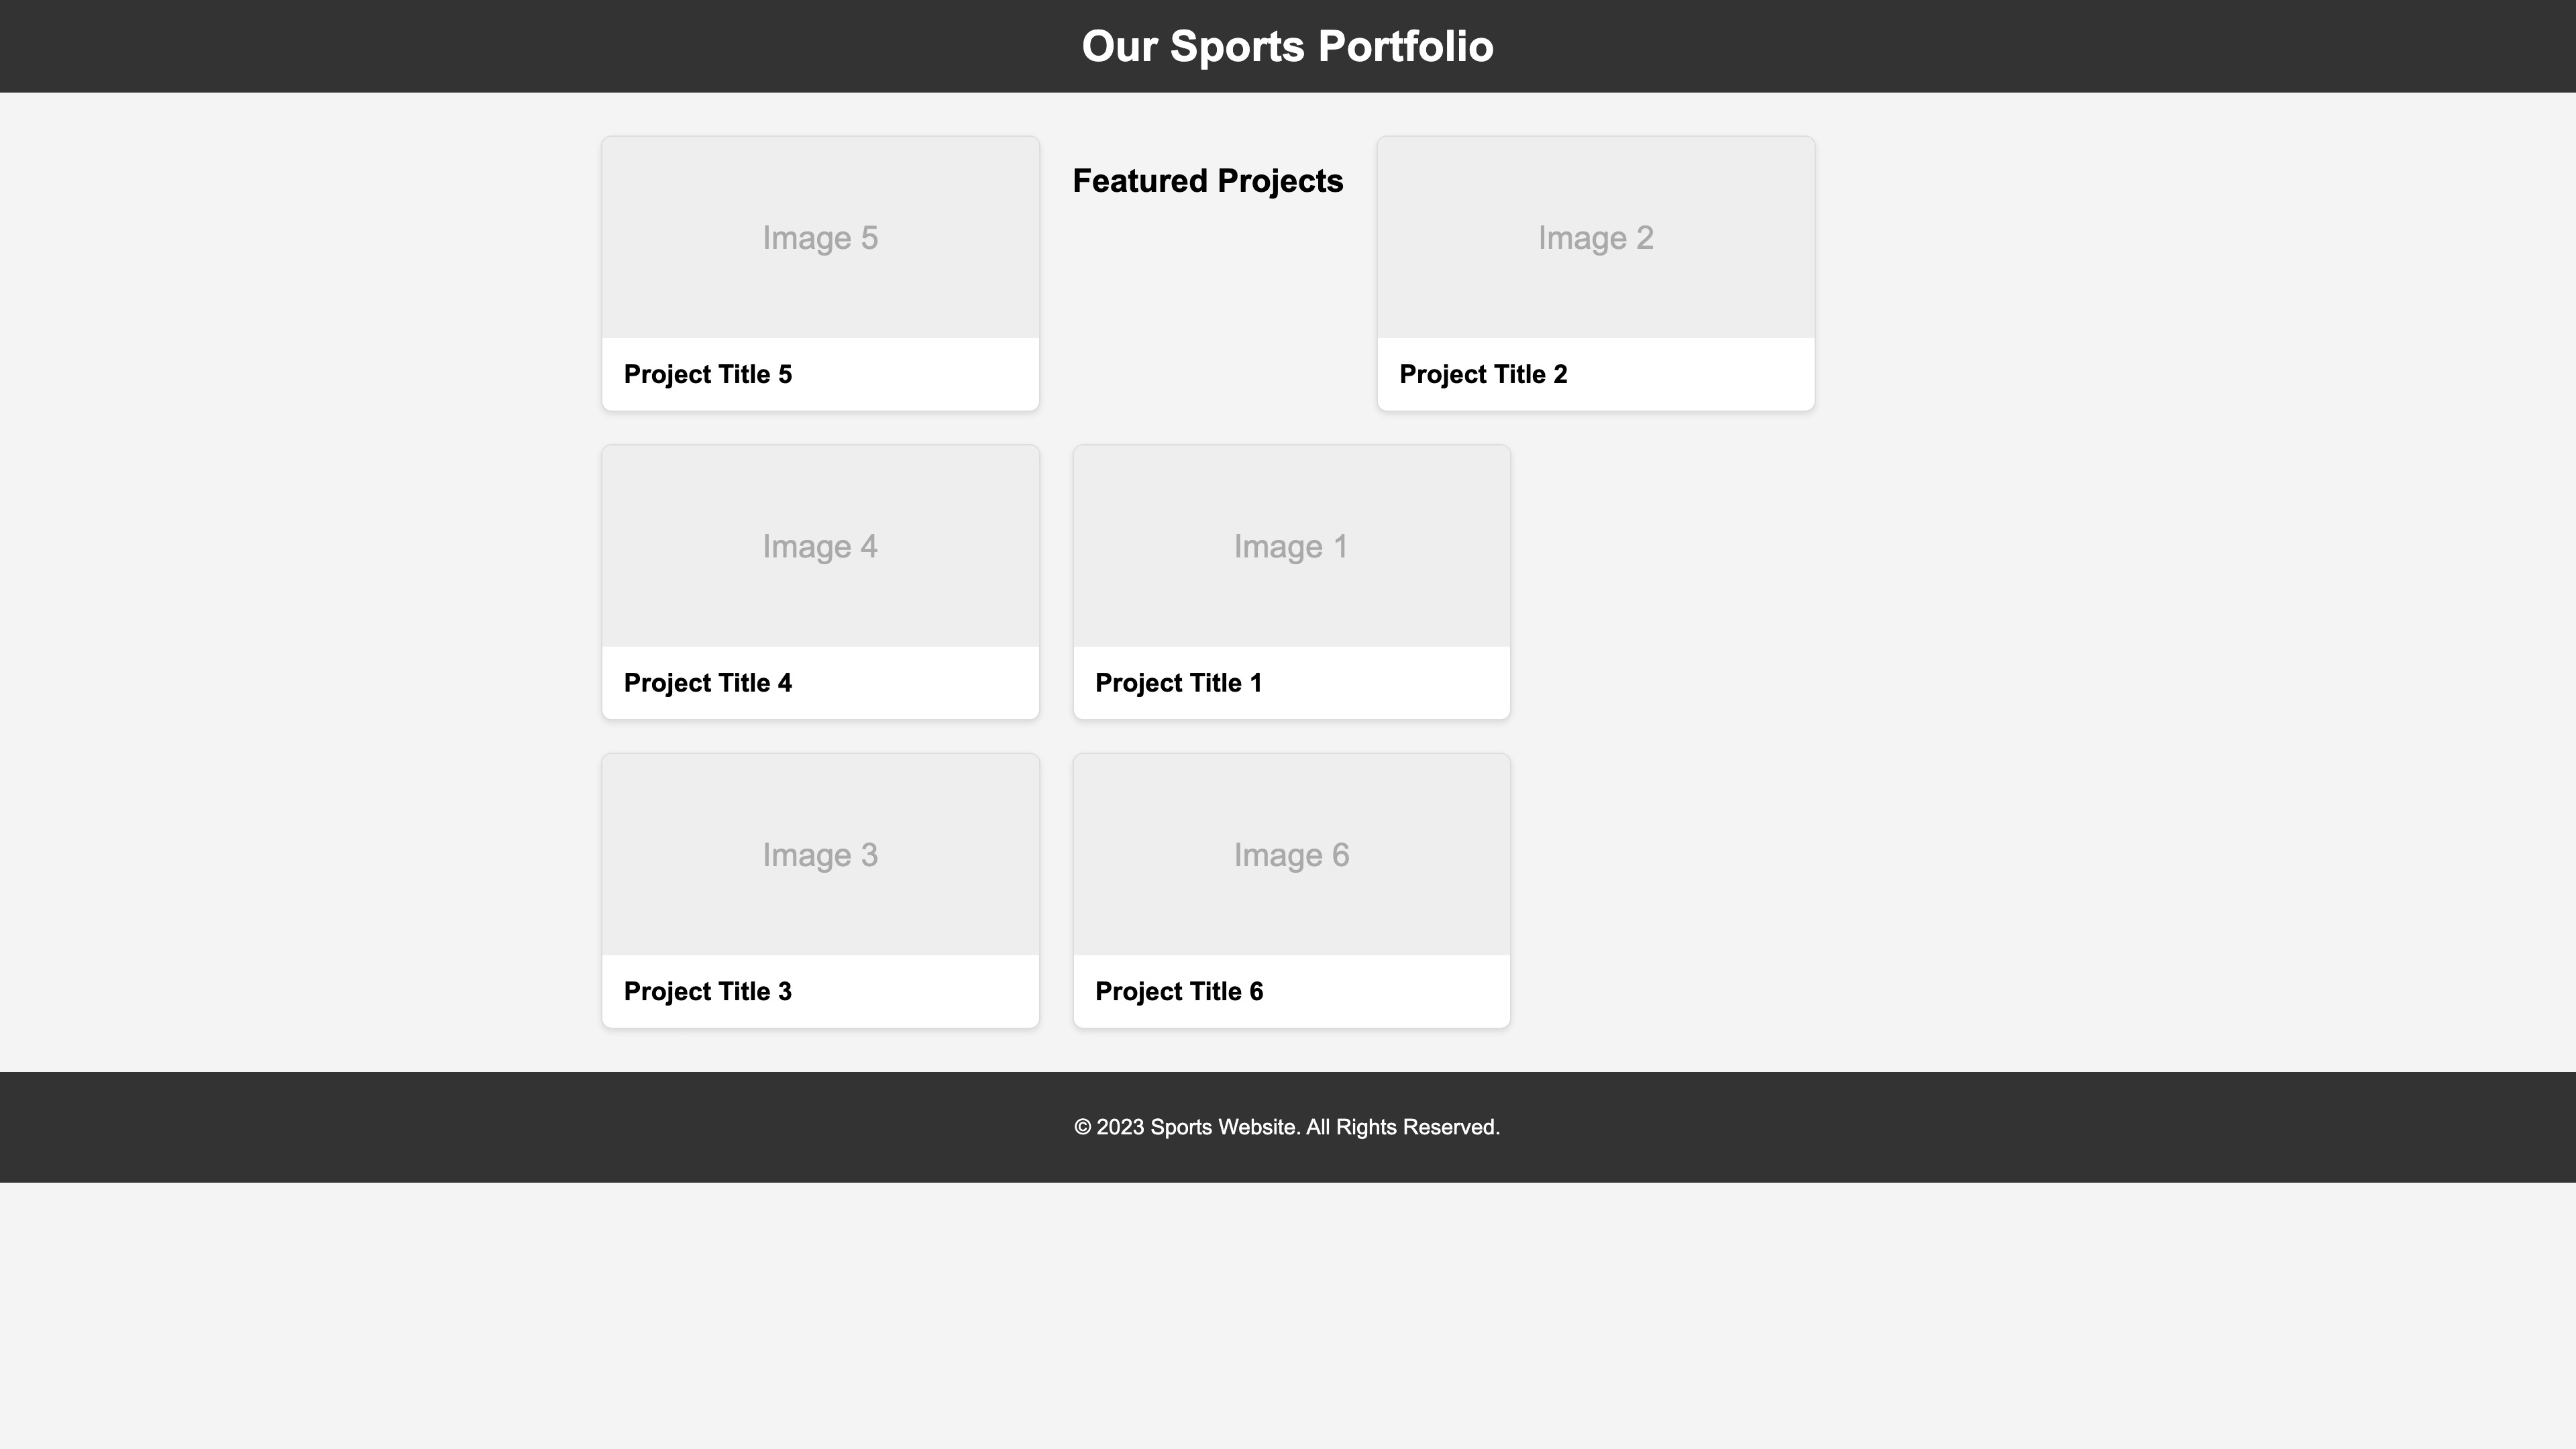 Our Sports Portfolio
Image 5
Project Title 5
Featured Projects
Image 2
Project Title 2
Image 4
Project Title 4
Image 1
Project Title 1
Image 3
Project Title 3
Image 6
Project Title 6
© 2023 Sports Website. All Rights Reserved.